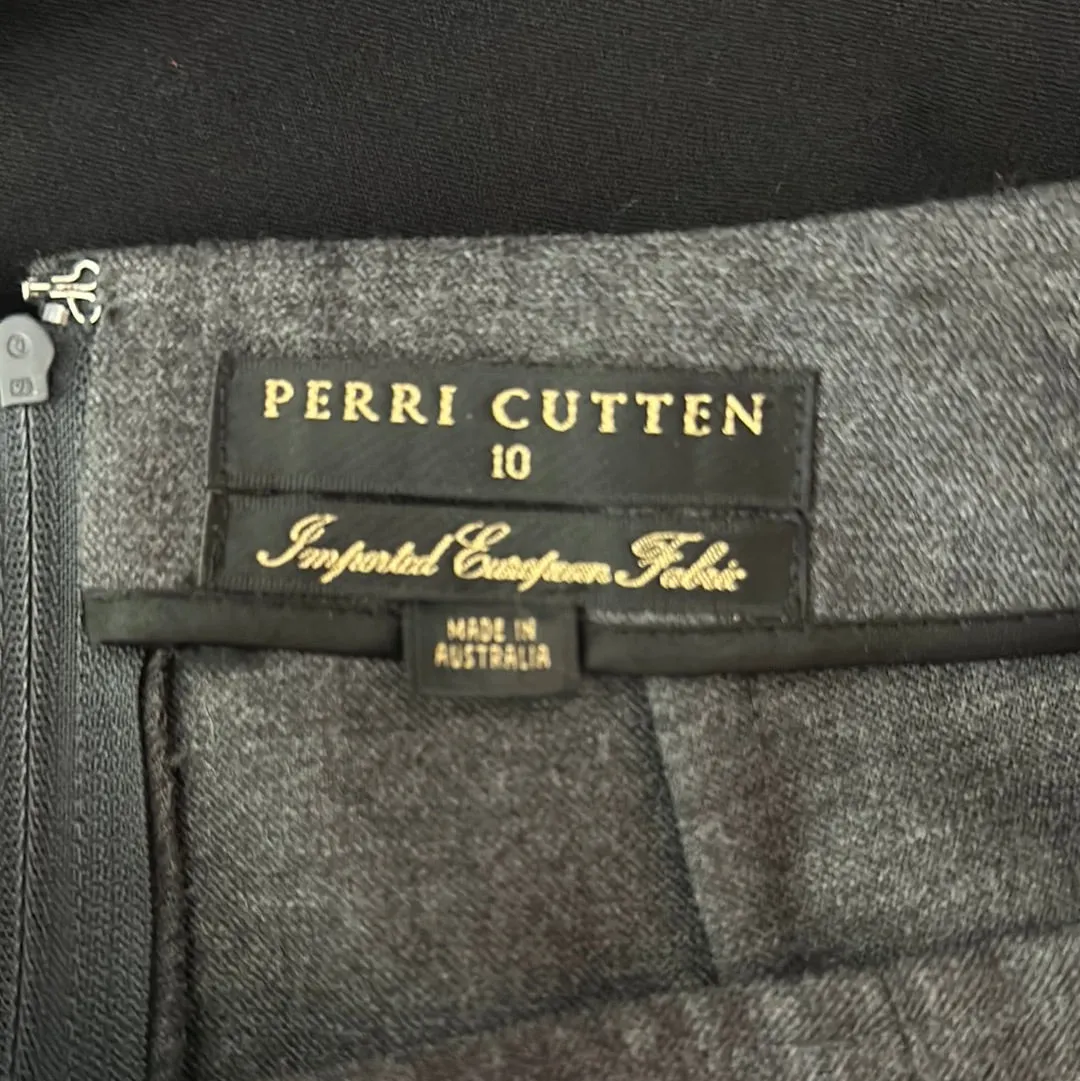 PERRI CUTTEN
10
Imported European Fabric
MADE IN
AUSTRALIA